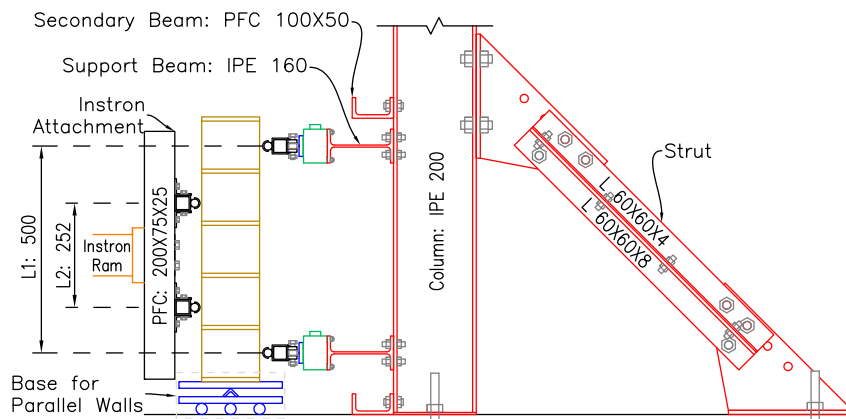 Secondary Beam: PFC 100X50
Support Beam: IPE 160
Instron
Attachment
L1: 500
L2: 252
Instron
Ram
PFC: 200X75X25
Column: IPE 200
L 60X60X4
L 60X60X8
Strut
Base for
Parallel Walls